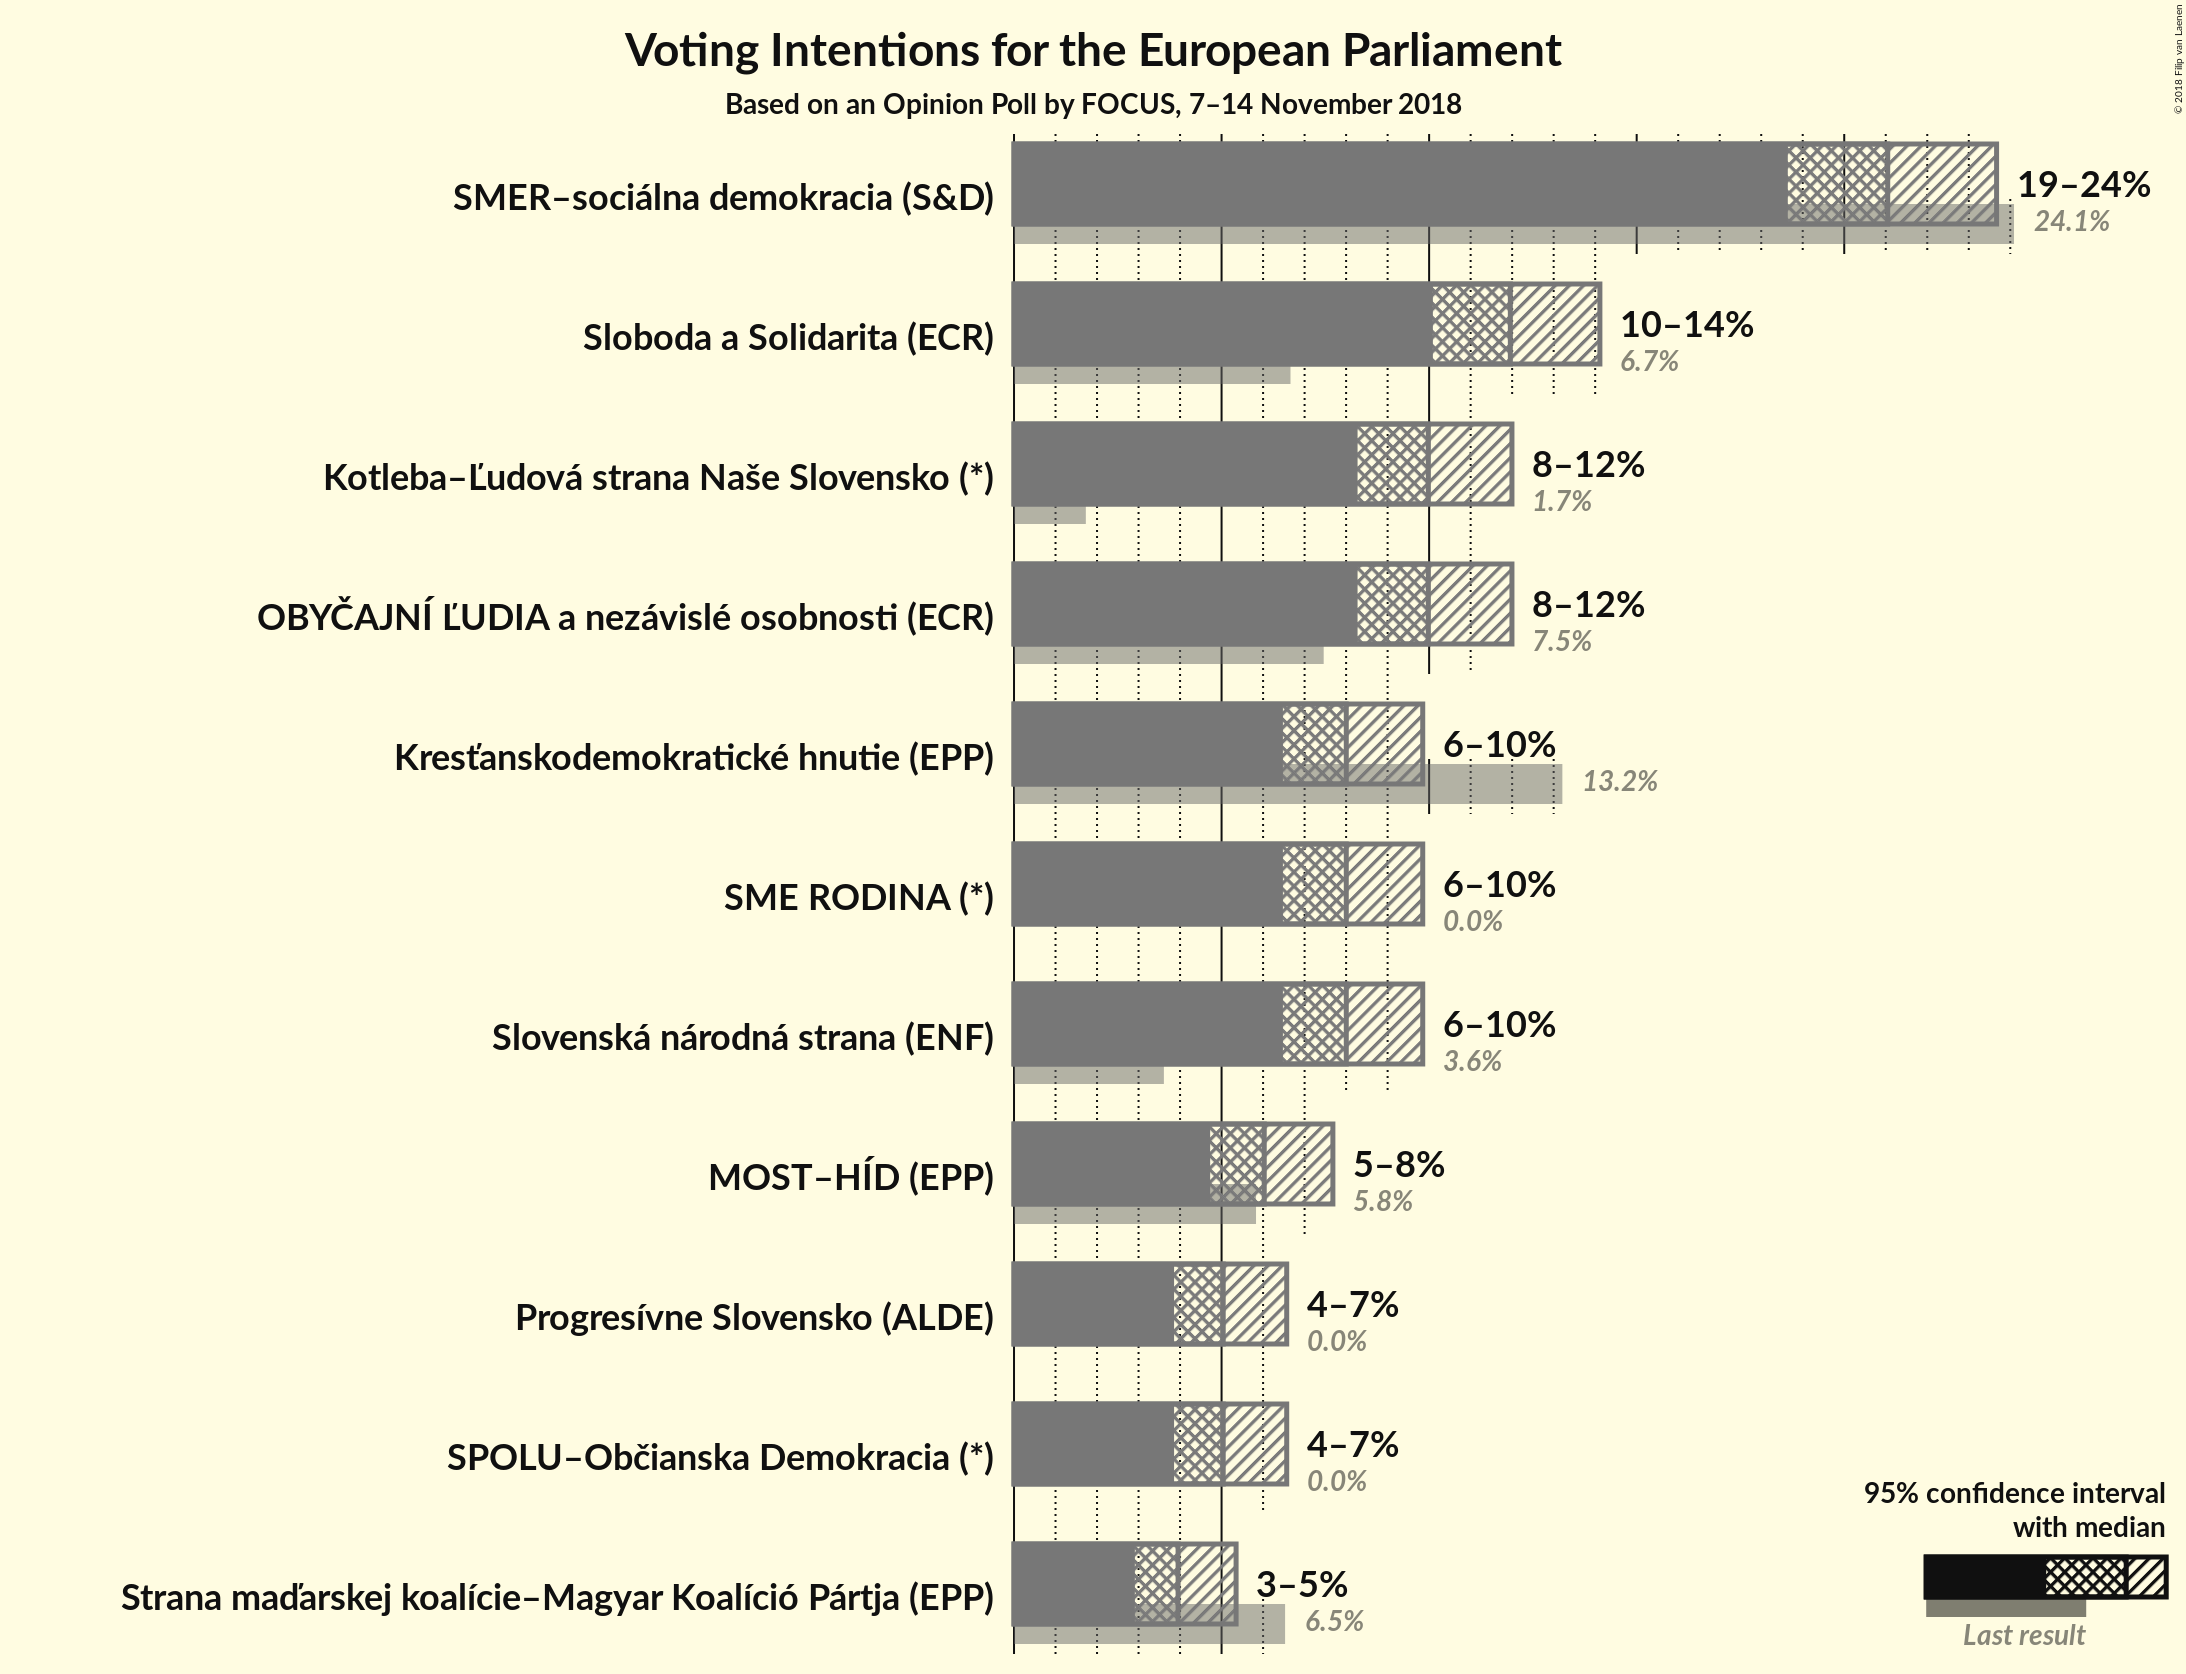 Voting Intentions for the European Parliament
Based on an Opinion Poll by FOCUS, 7–14 November 2018
© 2018 Filip van Laenen
SMER–sociálna demokracia (S&D)
19–24%
24.1%
Sloboda a Solidarita (ECR)
10–14%
6.7%
Kotleba–Ľudová strana Naše Slovensko (*)
8–12%
1.7%
OBYČAJNÍ ĽUDIA a nezávislé osobnosti (ECR)
8–12%
7.5%
Kresťanskodemokratické hnutie (EPP)
6–10%
13.2%
SME RODINA (*)
6–10%
0.0%
Slovenská národná strana (ENF)
6–10%
3.6%
MOST–HÍD (EPP)
5–8%
5.8%
Progresívne Slovensko (ALDE)
4–7%
0.0%
SPOLU–Občianska Demokracia (*)
4–7%
0.0%
Strana maďarskej koalície–Magyar Koalíció Pártja (EPP)
3–5%
6.5%
95% confidence interval
with median
Last result